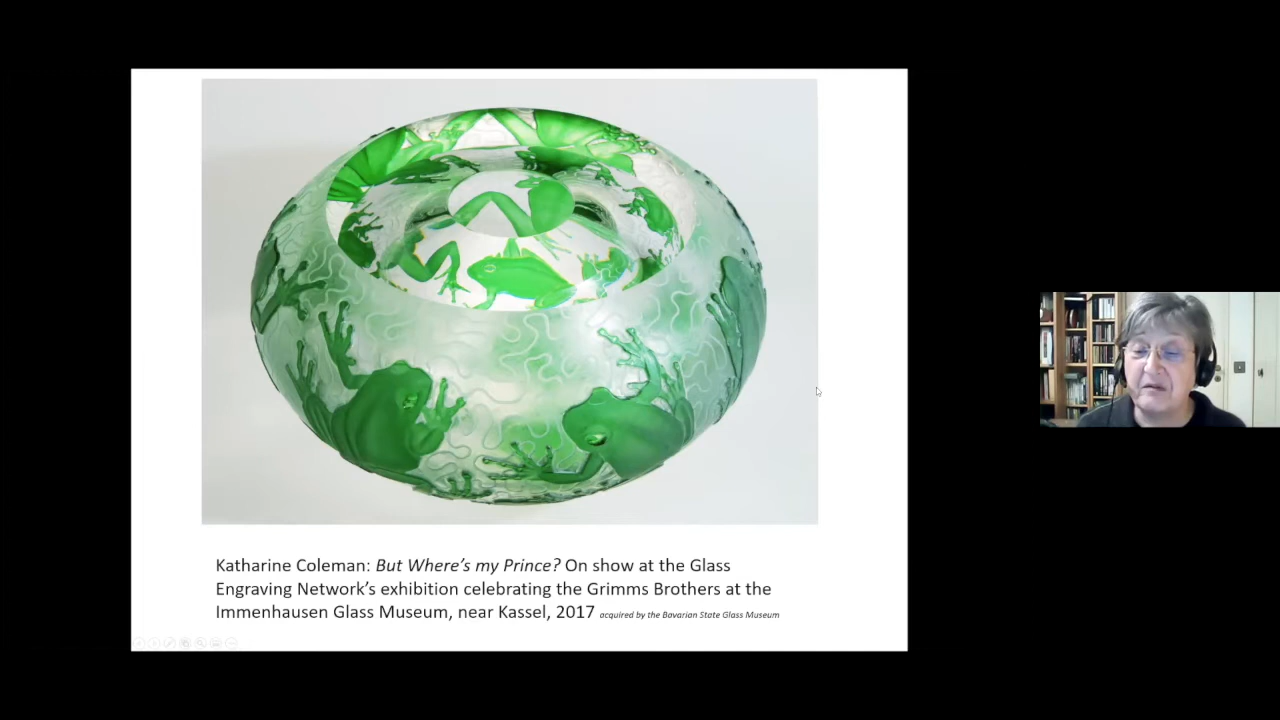 Katharine Coleman: But Where's my Prince? On show at the Glass
Engraving Network's exhibition celebrating the Grimms Brothers at the
Immenhausen Glass Museum, near Kassel, 2017 acquired by the Bavarian State Glass Museum